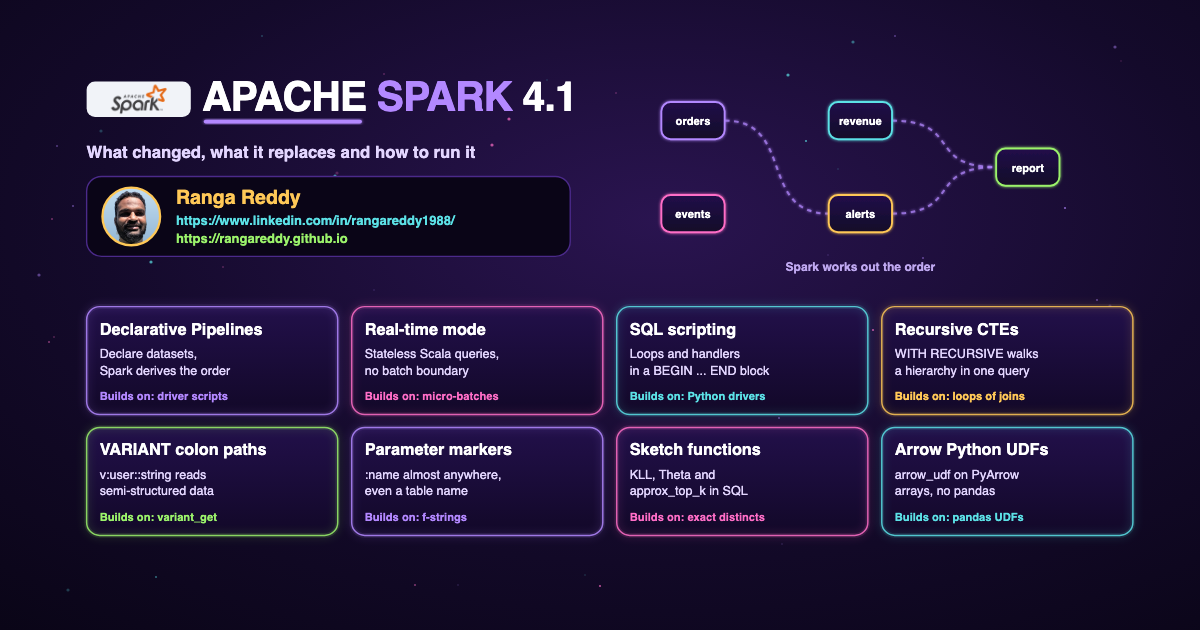 APACHE Spark
APACHE SPARK 4.1
What changed, what it replaces and how to run it
Ranga Reddy
https://www.linkedin.com/in/rangareddy1988/
https://rangareddy.github.io
orders
revenue
report
events
alerts
Spark works out the order
Declarative Pipelines
Declare datasets,
Spark derives the order
Builds on: driver scripts
Real-time mode
Stateless Scala queries,
no batch boundary
Builds on: micro-batches
SQL scripting
Loops and handlers
in a BEGIN ... END block
Builds on: Python drivers
Recursive CTEs
WITH RECURSIVE walks
a hierarchy in one query
Builds on: loops of joins
VARIANT colon paths
v:user::string reads
semi-structured data
Builds on: variant_get
Parameter markers
:name almost anywhere,
even a table name
Builds on: f-strings
Sketch functions
KLL, Theta and
approx_top_k in SQL
Builds on: exact distincts
Arrow Python UDFs
arrow_udf on PyArrow
arrays, no pandas
Builds on: pandas UDFs